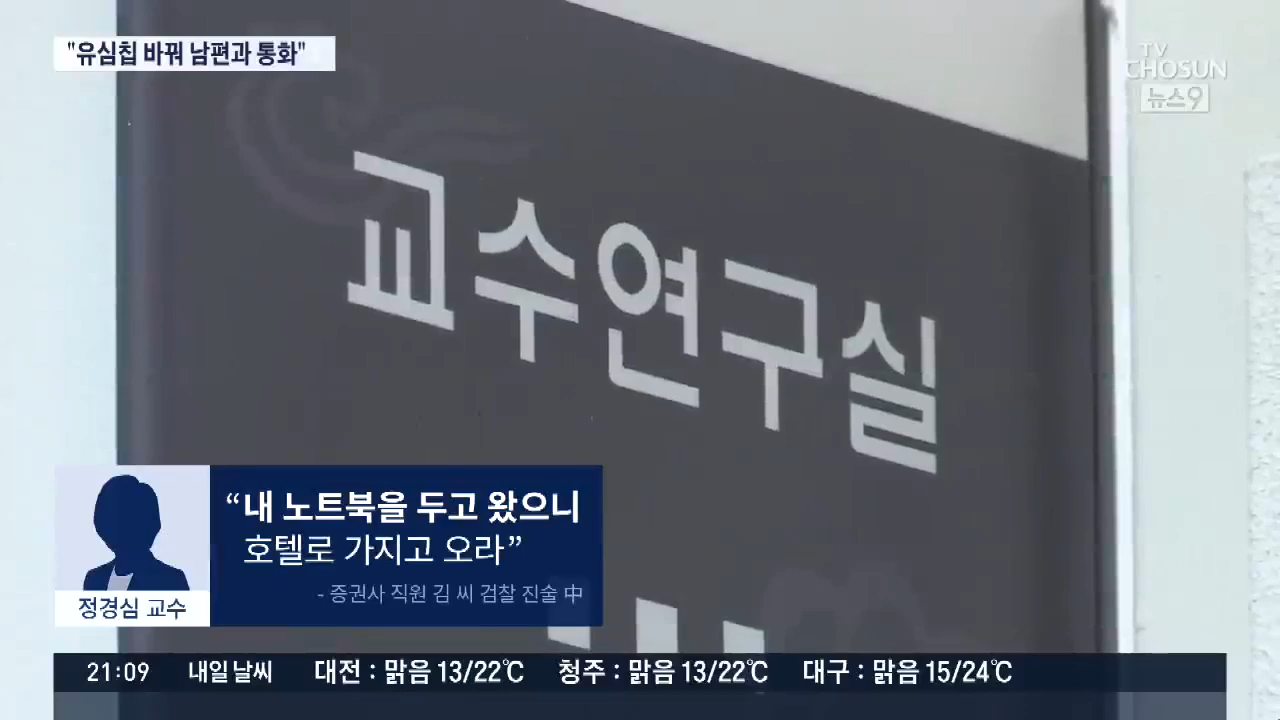 "유심칩 바꿔 남편과 통화"
TV
CHOSUN
뉴스9
교수연구실
“내 노트북을 두고 왔으니
호텔로 가지고 오라”
- 증권사 직원 김 씨 검찰 진술 中
정경심 교수
21:09 내일 날씨 대전 : 맑음 13/22℃ 청주 : 맑음 13/22℃ 대구 : 맑음 15/24℃